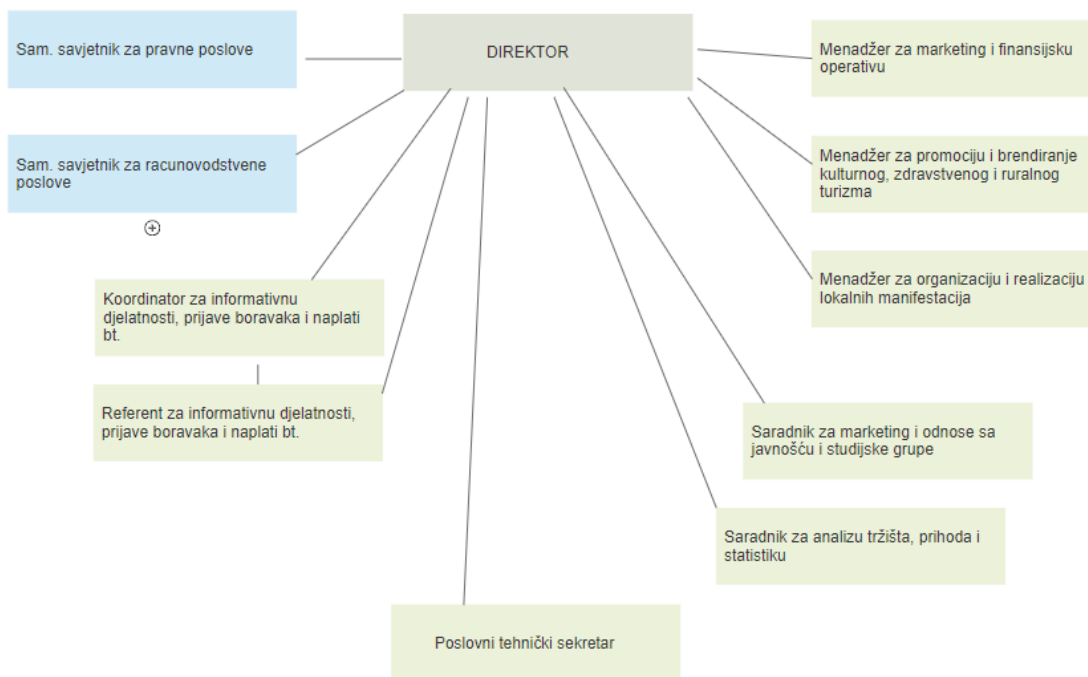 Sam. savjetnik za pravne poslove
DIREKTOR
Menadžer za marketing i finansijsku
operativu
Sam. savjetnik za racunovodstvene
poslove
Menadžer za promociju i brendiranje
kulturnog, zdravstvenog i ruralnog
turizma
Koordinator za informativnu
djelatnosti, prijave boravaka i naplati
bt.
Menadžer za organizaciju i realizaciju
lokalnih manifestacija
Referent za informativnu djelatnosti,
prijave boravaka i naplati bt.
Saradnik za marketing i odnose sa
javnošću i studijske grupe
Saradnik za analizu tržišta, prihoda i
statistiku
Poslovni tehnički sekretar